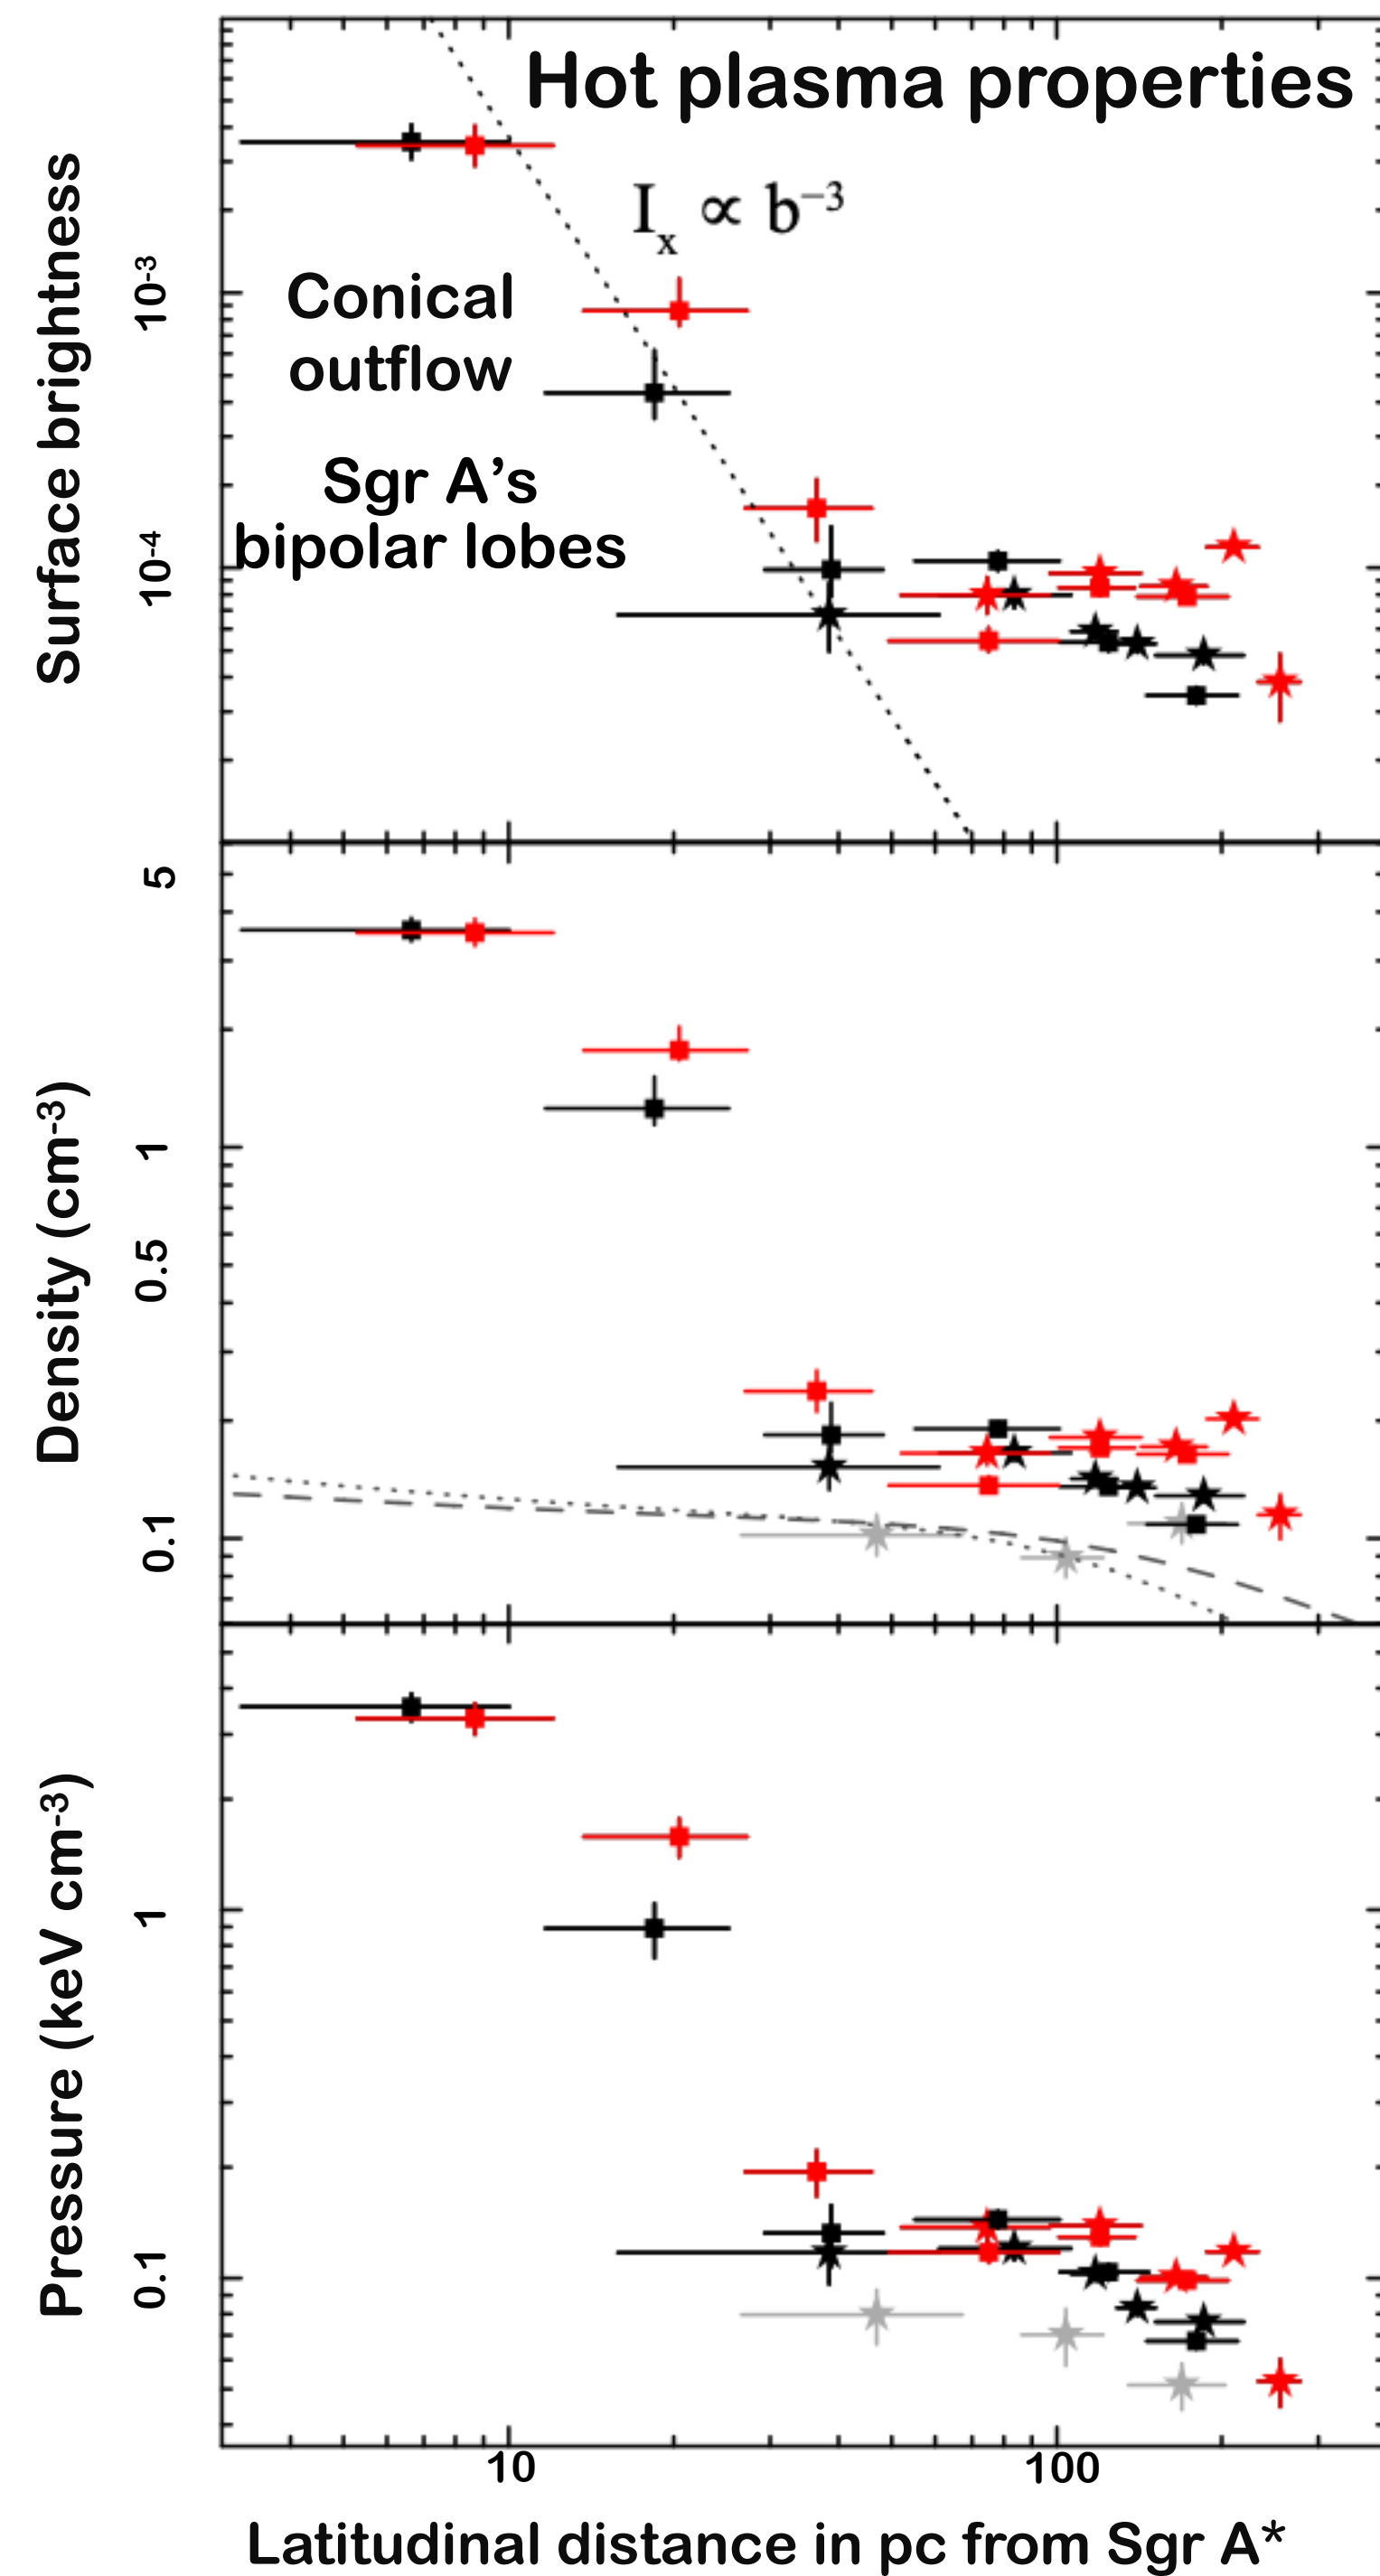 Hot plasma properties
Iₓ ∝ b⁻³
Conical
outflow
Sgr A’s
bipolar lobes
Surface brightness
10⁻³
10⁻⁴
Density (cm⁻³)
5
1
0.5
0.1
Pressure (keV cm⁻³)
1
0.1
10
100
Latitudinal distance in pc from Sgr A*